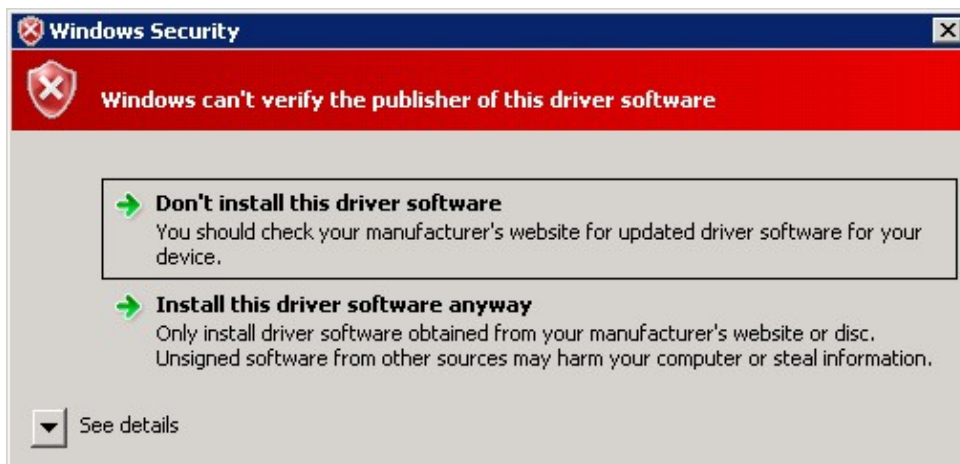 Windows Security
Windows can't verify the publisher of this driver software
Don't install this driver software
You should check your manufacturer's website for updated driver software for your
device.
Install this driver software anyway
Only install driver software obtained from your manufacturer's website or disc.
Unsigned software from other sources may harm your computer or steal information.
See details